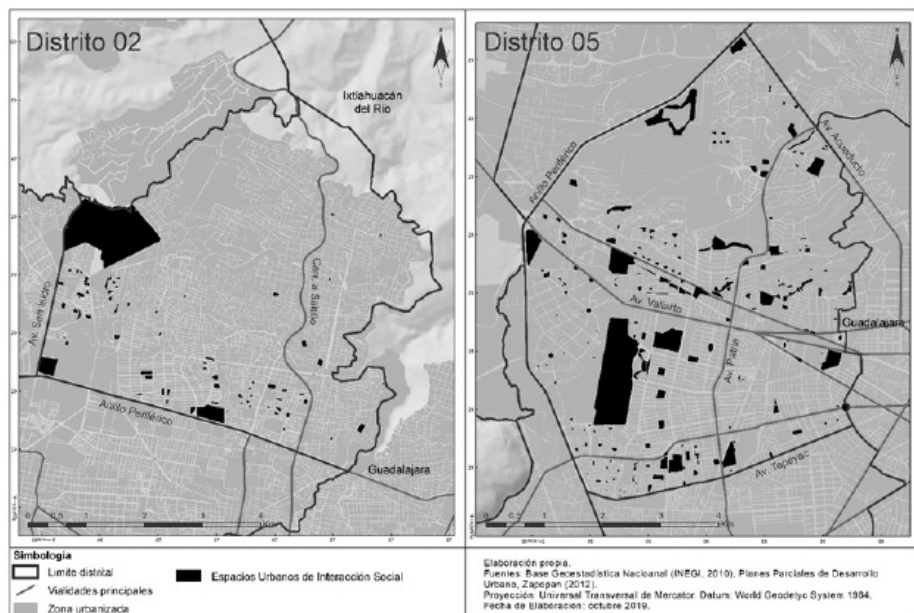 Distrito 02
Ixtlahuacán
del Río
Av. San Isidro
Carr. a Saltillo
Anillo Periférico
Guadalajara
Distrito 05
Anillo Periférico
Av. Acueducto
Av. Vallarta
Guadalajara
Av. Patria
Av. Tepeyac
Simbología
Límite distrital
Vialidades principales
Zona urbanizada
Espacios Urbanos de Interacción Social
Elaboración propia.
Fuentes: Base Geoestadística Nacional (INEGI, 2010), Planes Parciales de Desarrollo
Urbano, Zapopan (2012).
Proyección: Universal Transversal de Mercator. Datum: World Geodetyc System 1984.
Fecha de Elaboración: octubre 2019.